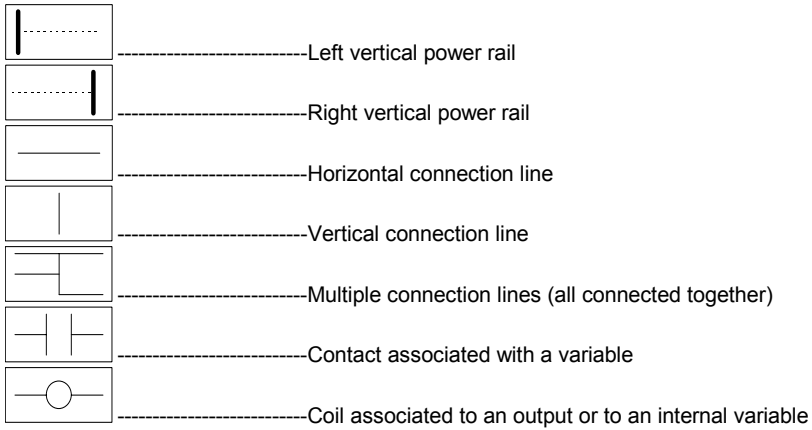 ---------------------------Left vertical power rail
---------------------------Right vertical power rail
---------------------------Horizontal connection line
---------------------------Vertical connection line
---------------------------Multiple connection lines (all connected together)
---------------------------Contact associated with a variable
---------------------------Coil associated to an output or to an internal variable